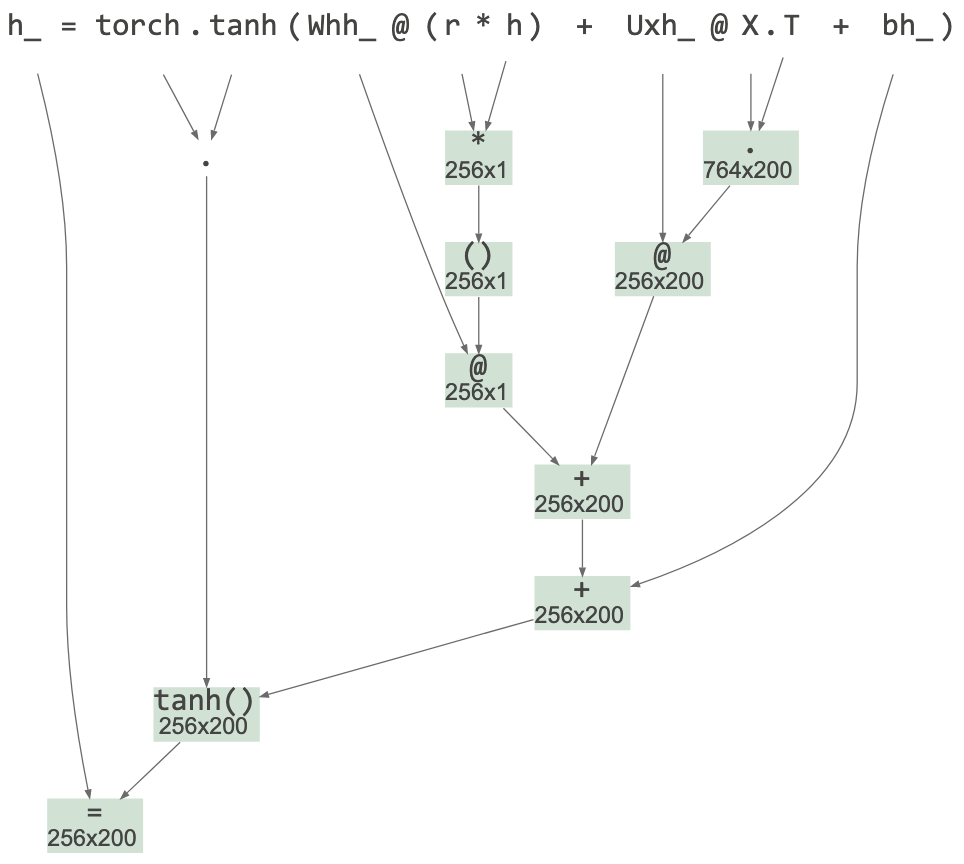 h_ = torch.tanh(Whh_ @ (r * h) + Uxh_ @ X.T + bh_)
.
*
256x1
.
764x200
()
256x1
@
256x200
@
256x1
+
256x200
+
256x200
tanh()
256x200
=
256x200